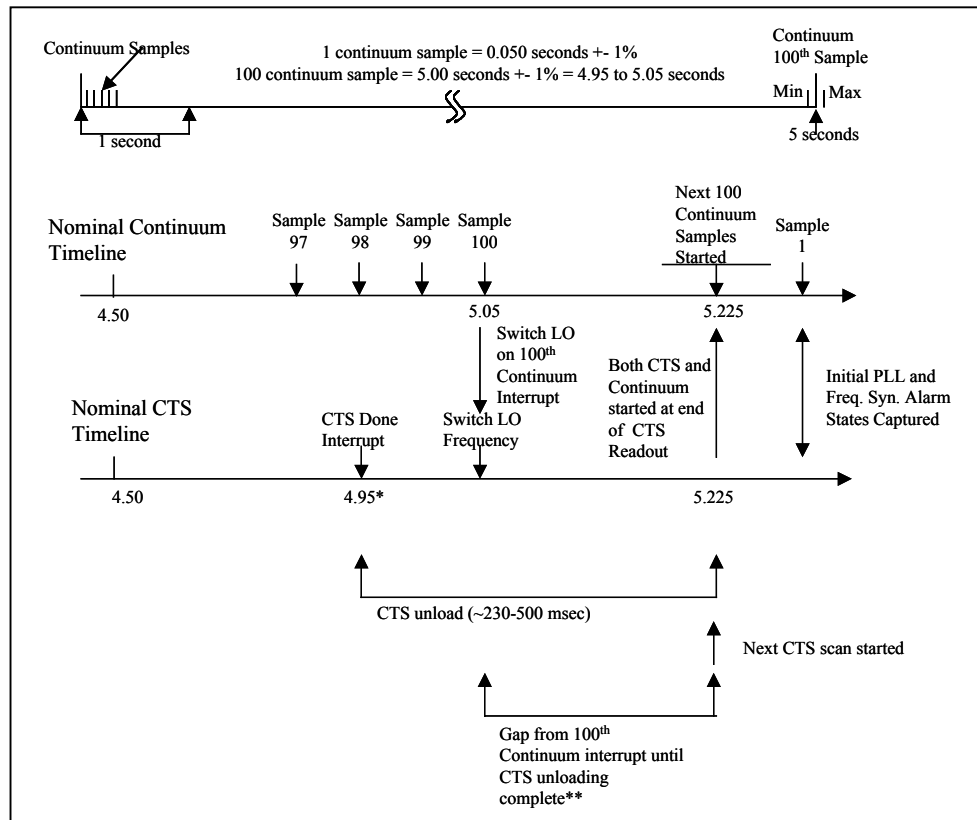 Continuum Samples
1 continuum sample = 0.050 seconds +- 1%
100 continuum sample = 5.00 seconds +- 1% = 4.95 to 5.05 seconds
Continuum
100th Sample
Min
Max
1 second
5 seconds
Nominal Continuum
Timeline
Sample
97
Sample
98
Sample
99
Sample
100
Next 100
Continuum
Samples
Started
Sample
1
4.50
5.05
5.225
Switch LO
on 100th
Continuum
Interrupt
Both CTS and
Continuum
started at end
of CTS
Readout
Initial PLL and
Freq. Syn. Alarm
States Captured
Nominal CTS
Timeline
CTS Done
Interrupt
Switch LO
Frequency
4.50
4.95*
5.225
CTS unload (~230-500 msec)
Next CTS scan started
Gap from 100th
Continuum interrupt until
CTS unloading
complete**